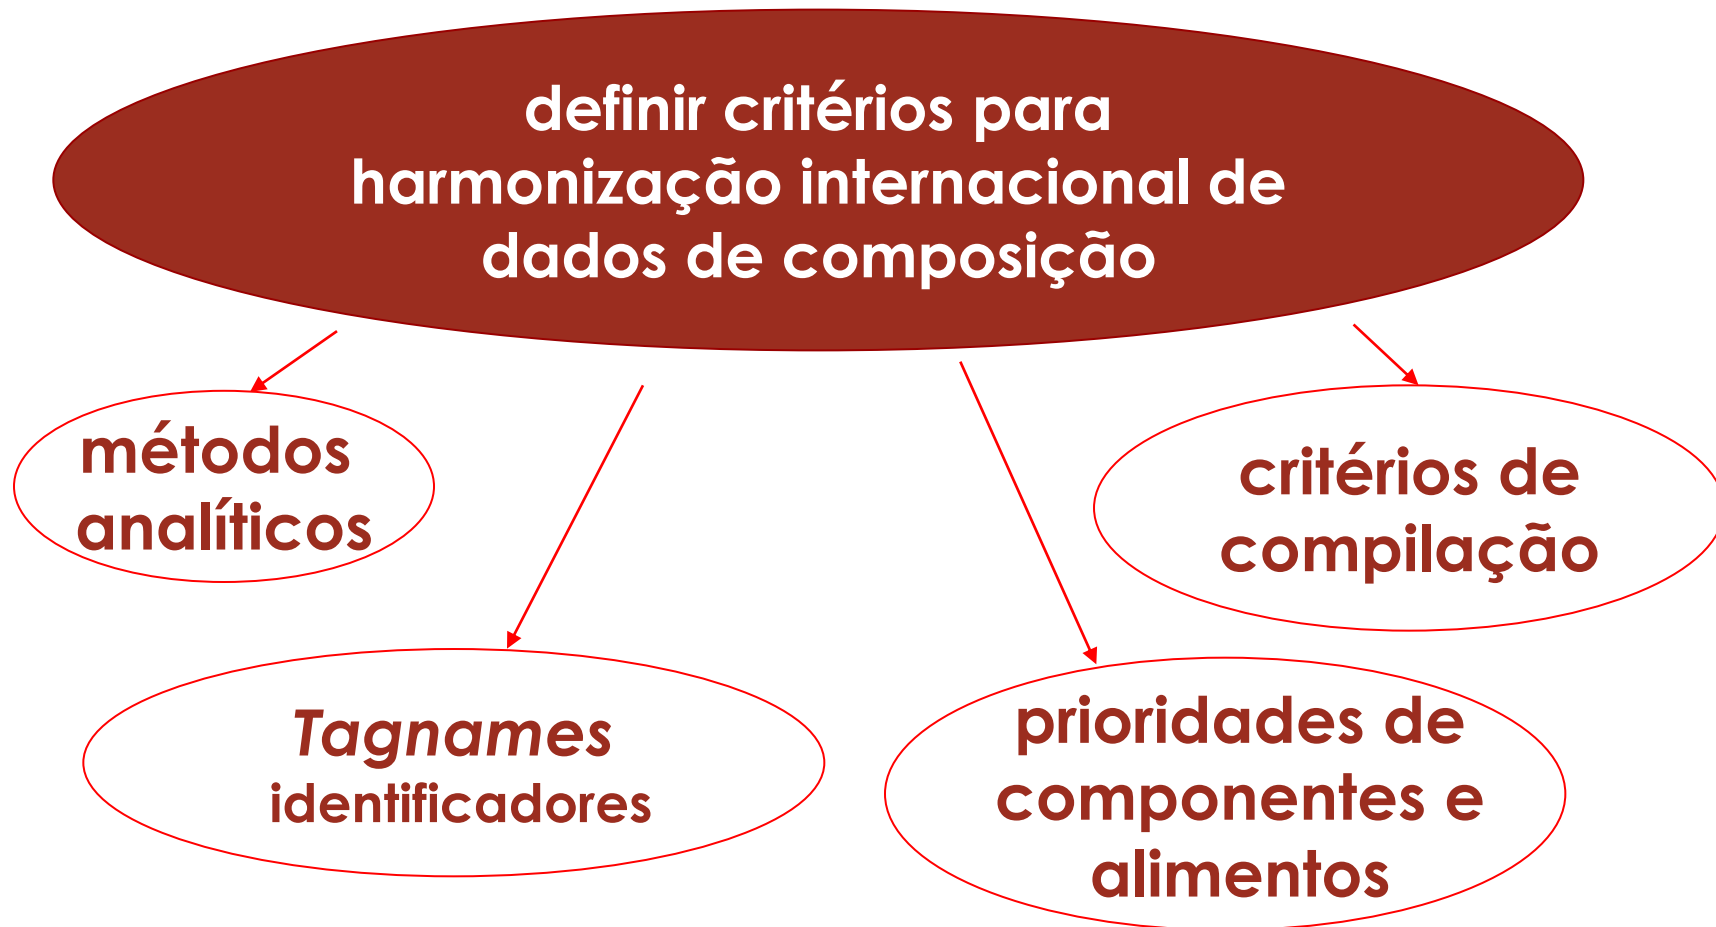 definir critérios para
harmonização internacional de
dados de composição
métodos
analíticos
critérios de
compilação
Tagnames
identificadores
prioridades de
componentes e
alimentos